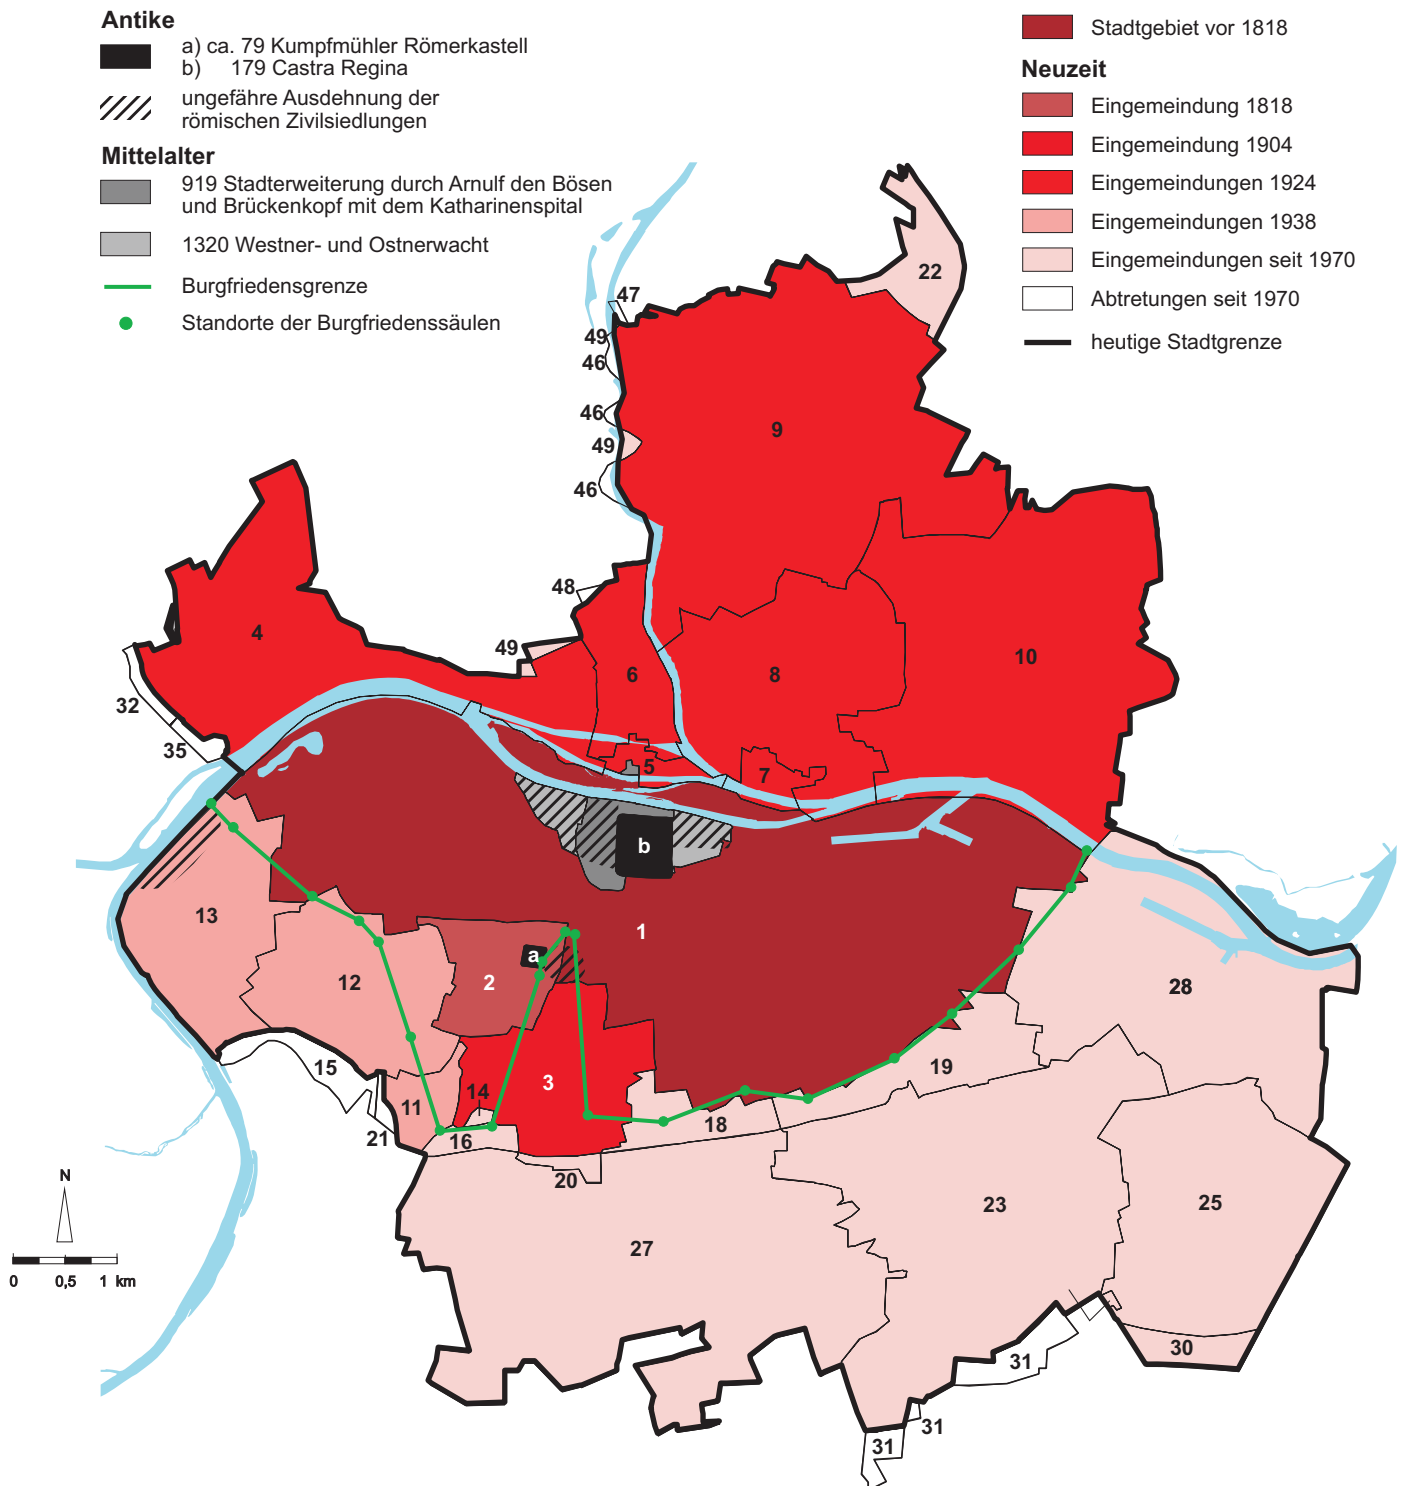 Antike
a) ca. 79 Kumpfmühler Römerkastell
b) 179 Castra Regina
ungefähre Ausdehnung der
römischen Zivilsiedlungen
Mittelalter
919 Stadterweiterung durch Arnulf den Bösen
und Brückenkopf mit dem Katharinenspital
1320 Westner- und Ostnerwacht
Burgfriedensgrenze
Standorte der Burgfriedenssäulen
Stadtgebiet vor 1818
Neuzeit
Eingemeindung 1818
Eingemeindung 1904
Eingemeindungen 1924
Eingemeindungen 1938
Eingemeindungen seit 1970
Abtretungen seit 1970
heutige Stadtgrenze
22
47
49
46
46
9
49
46
48
4
49
10
6
8
32
35
5
7
b
13
1
a
12
2
28
15
19
3
14
11
18
21
16
20
N
25
23
27
0 0,5 1 km
30
31
31
31